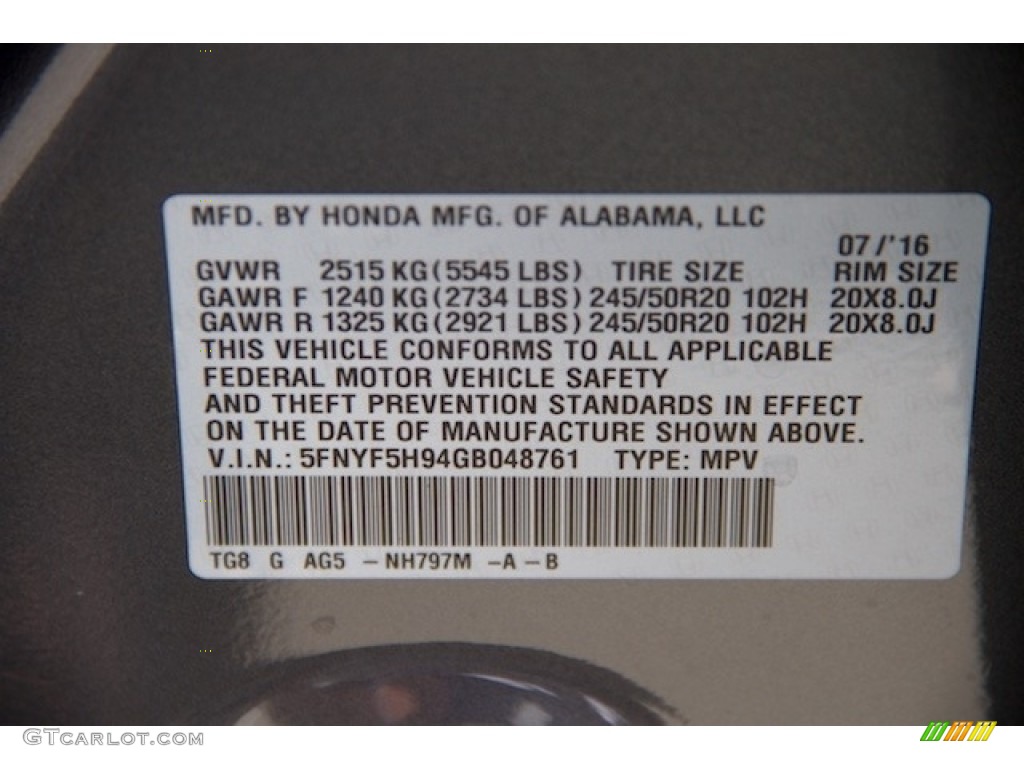 MFD. BY HONDA MFG. OF ALABAMA, LLC
07/'16
GVWR 2515 KG(5545 LBS) TIRE SIZE RIM SIZE
GAWR F 1240 KG(2734 LBS) 245/50R20 102H 20X8.0J
GAWR R 1325 KG(2921 LBS) 245/50R20 102H 20X8.0J
THIS VEHICLE CONFORMS TO ALL APPLICABLE
FEDERAL MOTOR VEHICLE SAFETY
AND THEFT PREVENTION STANDARDS IN EFFECT
ON THE DATE OF MANUFACTURE SHOWN ABOVE.
V.I.N.: 5FNYF5H94GB048761 TYPE: MPV
TG8 G AG5 – NH797M –A – B
GTCARLOT.COM